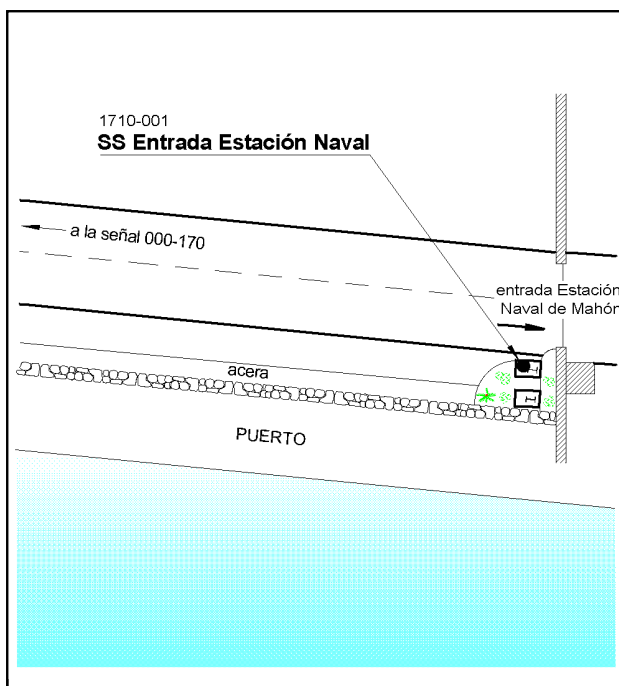 1710-001
SS Entrada Estación Naval
a la señal 000-170
entrada Estación
Naval de Mahón
acera
PUERTO